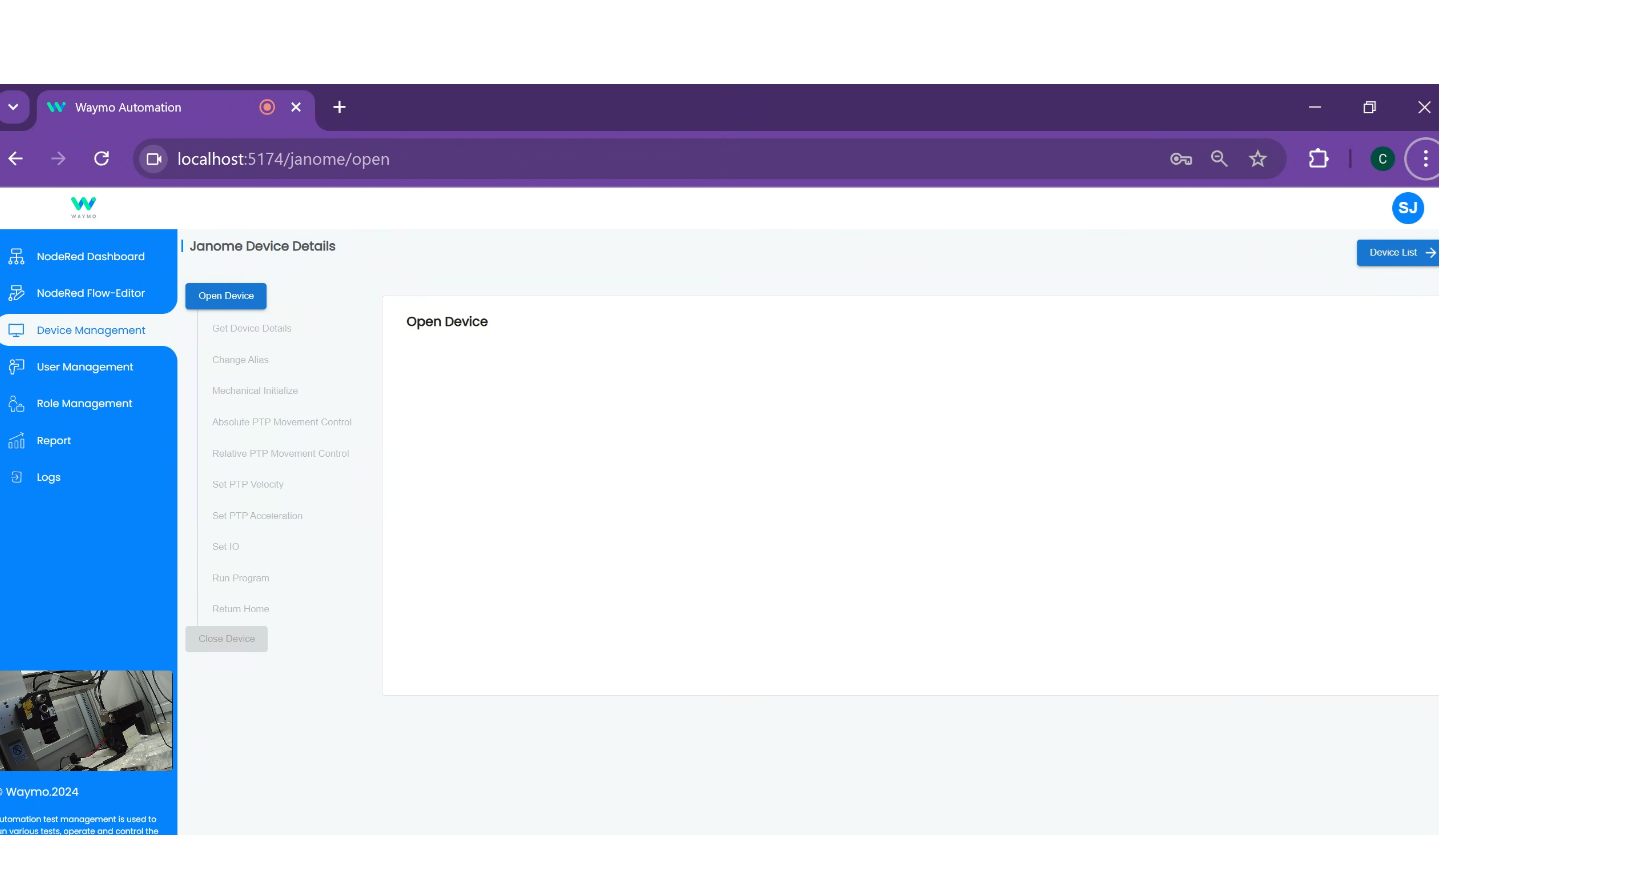 Waymo Automation
localhost:5174/janome/open
C
WAYMO
SJ
NodeRed Dashboard
NodeRed Flow-Editor
Device Management
User Management
Role Management
Report
Logs
Janome Device Details
Device List
Open Device
Get Device Details
Change Alias
Mechanical Initialize
Absolute PTP Movement Control
Relative PTP Movement Control
Set PTP Velocity
Set PTP Acceleration
Set IO
Run Program
Return Home
Close Device
Open Device
© Waymo.2024
utomation test management is used to
un various tests, operate and control the